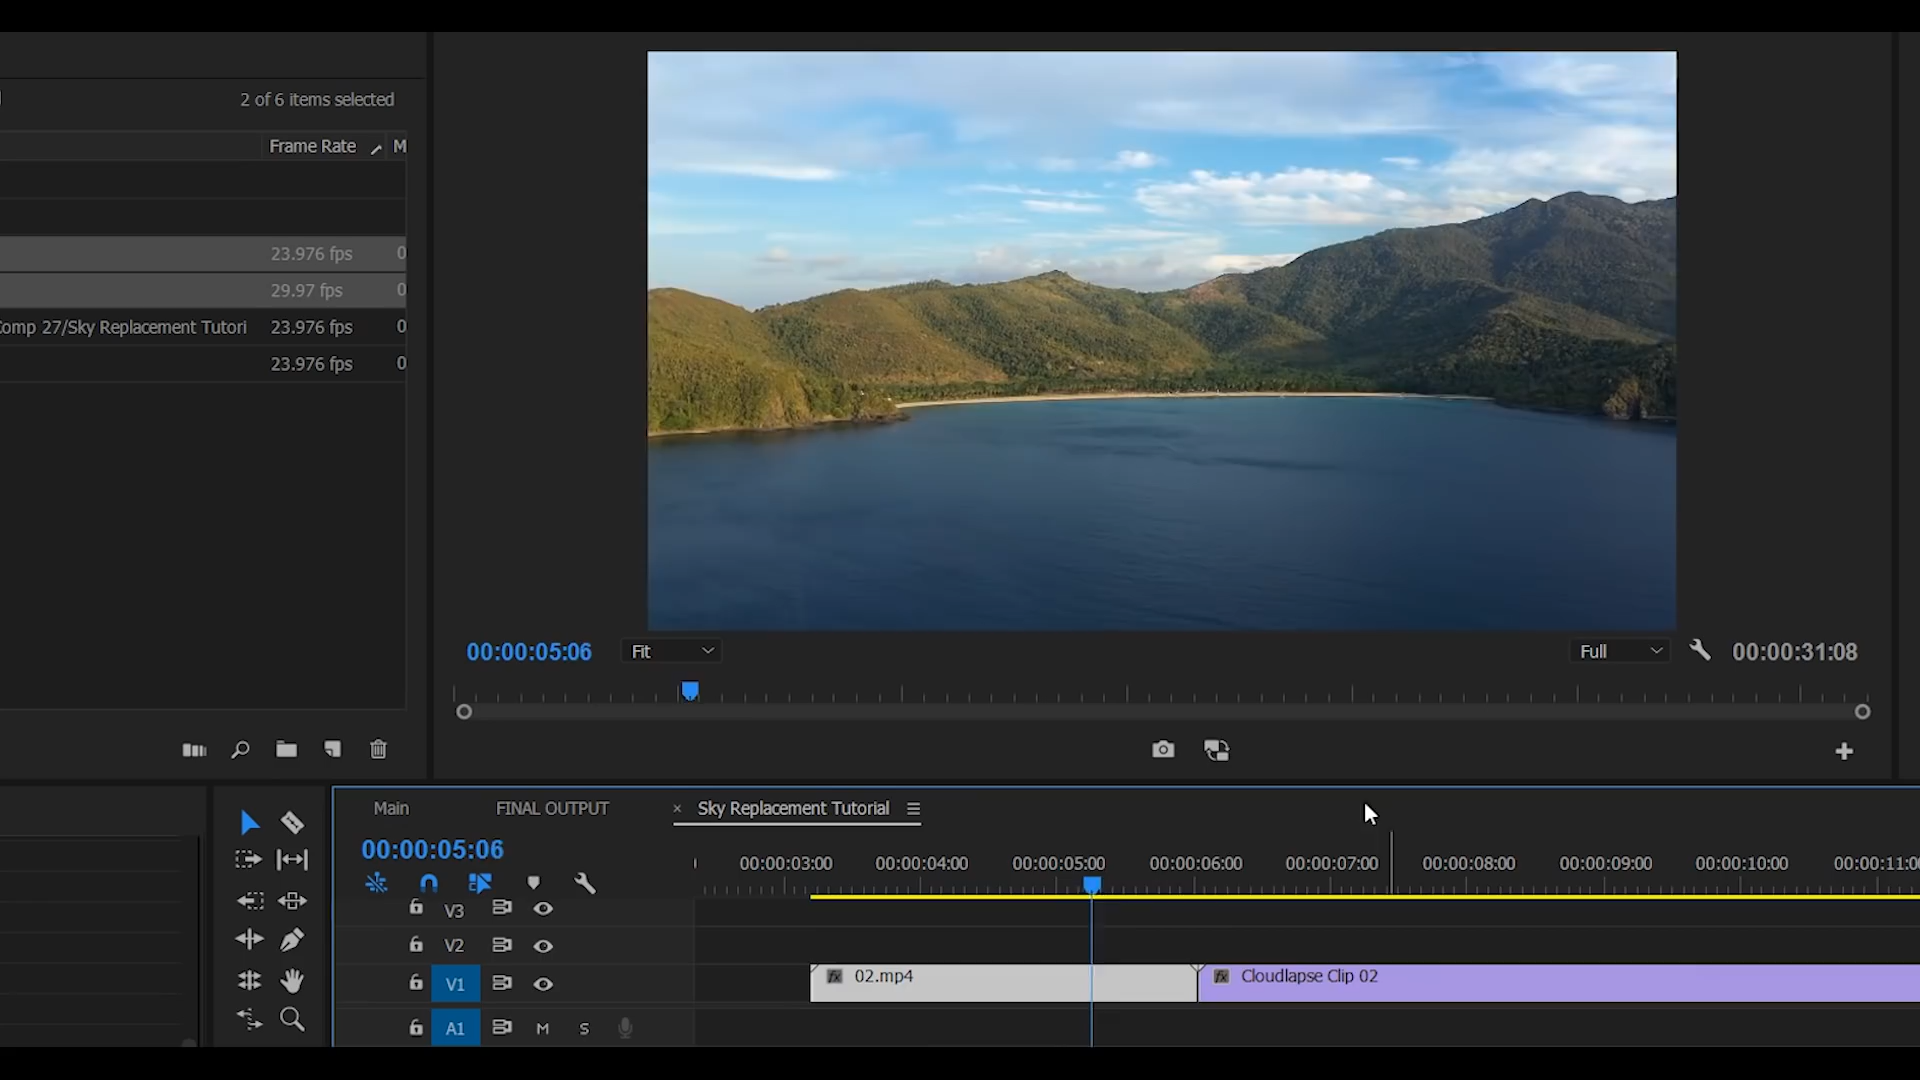 2 of 6 items selected
Frame Rate M
23.976 fps 0
29.97 fps 0
omp 27/Sky Replacement Tutori 23.976 fps 0
23.976 fps 0
00:00:05:06 Fit Full 00:00:31:08
Main FINAL OUTPUT × Sky Replacement Tutorial
00:00:05:06
00:00:03:00 00:00:04:00 00:00:05:00 00:00:06:00 00:00:07:00 00:00:08:00 00:00:09:00 00:00:10:00 00:00:11:00
V3
V2
V1 fx 02.mp4 fx Cloudlapse Clip 02
A1 M S